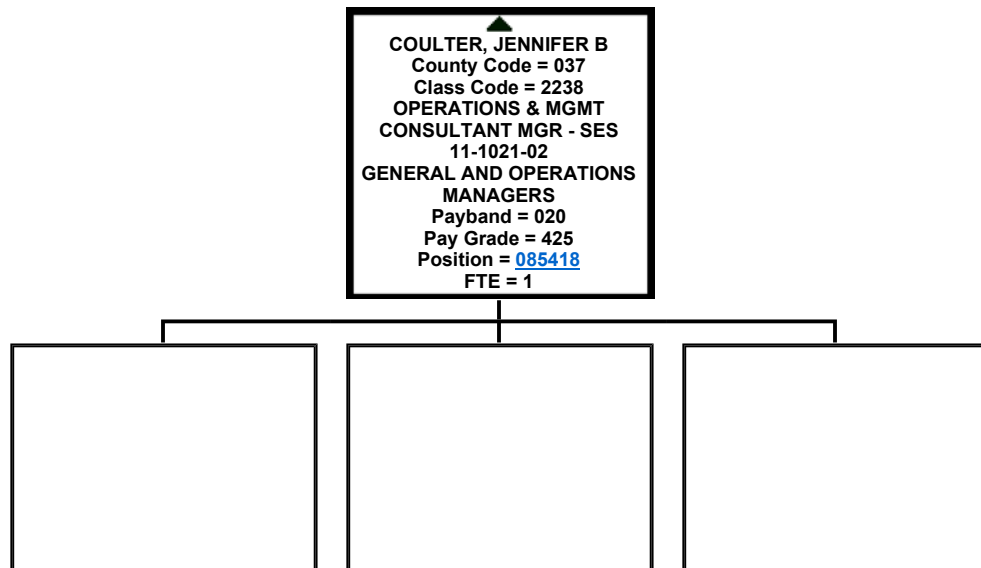 COULTER, JENNIFER B
County Code = 037
Class Code = 2238
OPERATIONS & MGMT
CONSULTANT MGR - SES
11-1021-02
GENERAL AND OPERATIONS
MANAGERS
Payband = 020
Pay Grade = 425
Position = 085418
FTE = 1